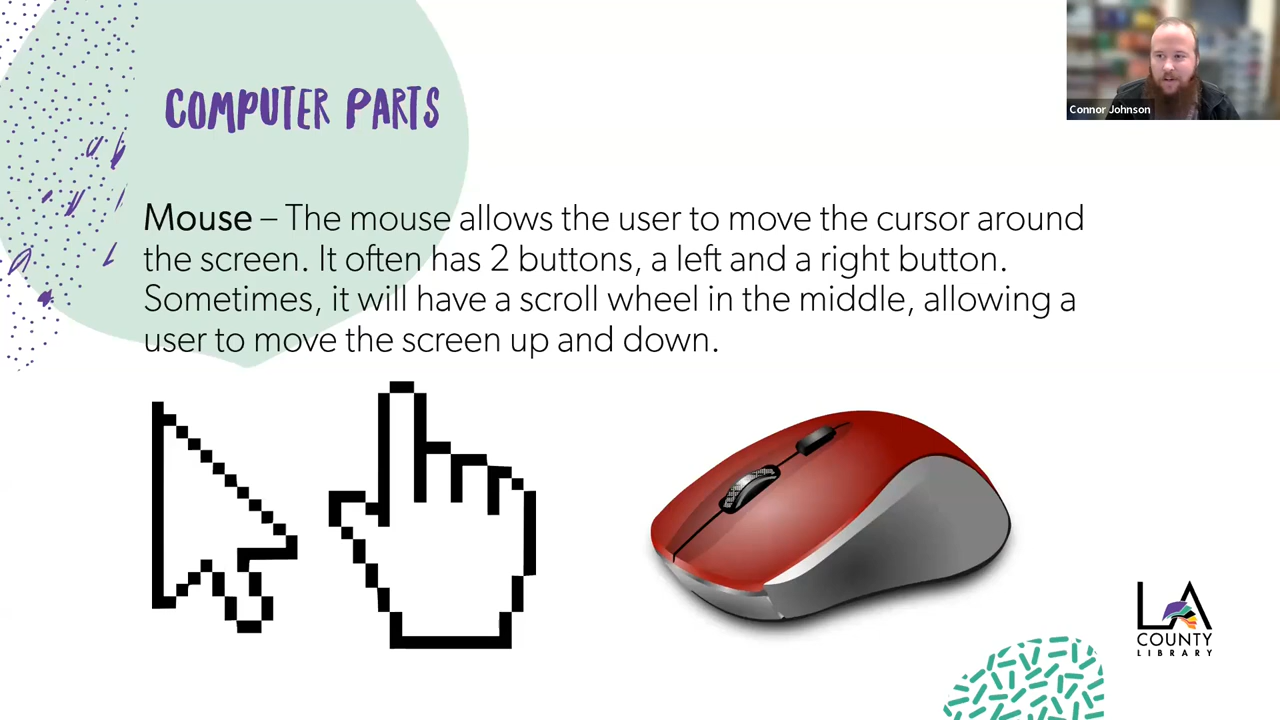 COMPUTER PARTS
Connor Johnson
Mouse – The mouse allows the user to move the cursor around
the screen. It often has 2 buttons, a left and a right button.
Sometimes, it will have a scroll wheel in the middle, allowing a
user to move the screen up and down.
LA
COUNTY
LIBRARY